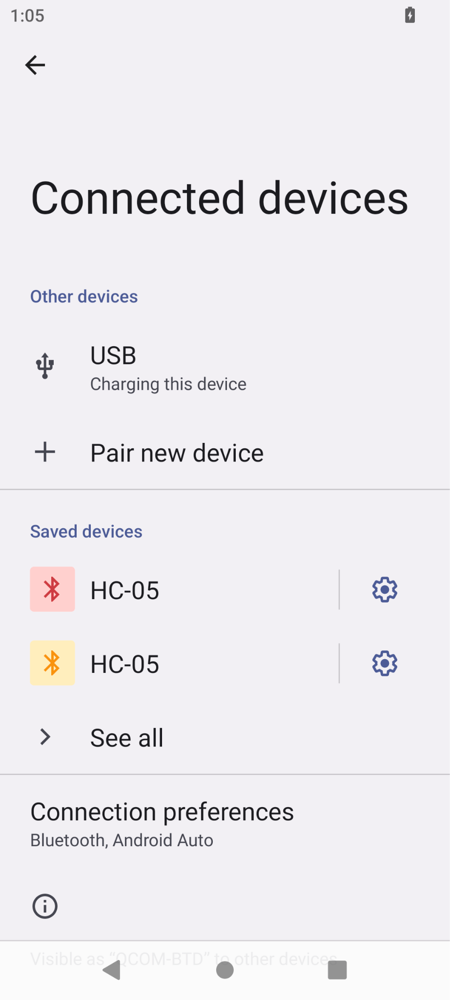 1:05
Connected devices
Other devices
USB
Charging this device
Pair new device
Saved devices
HC-05
HC-05
See all
Connection preferences
Bluetooth, Android Auto
Visible as “QCOM-BTD” to other devices